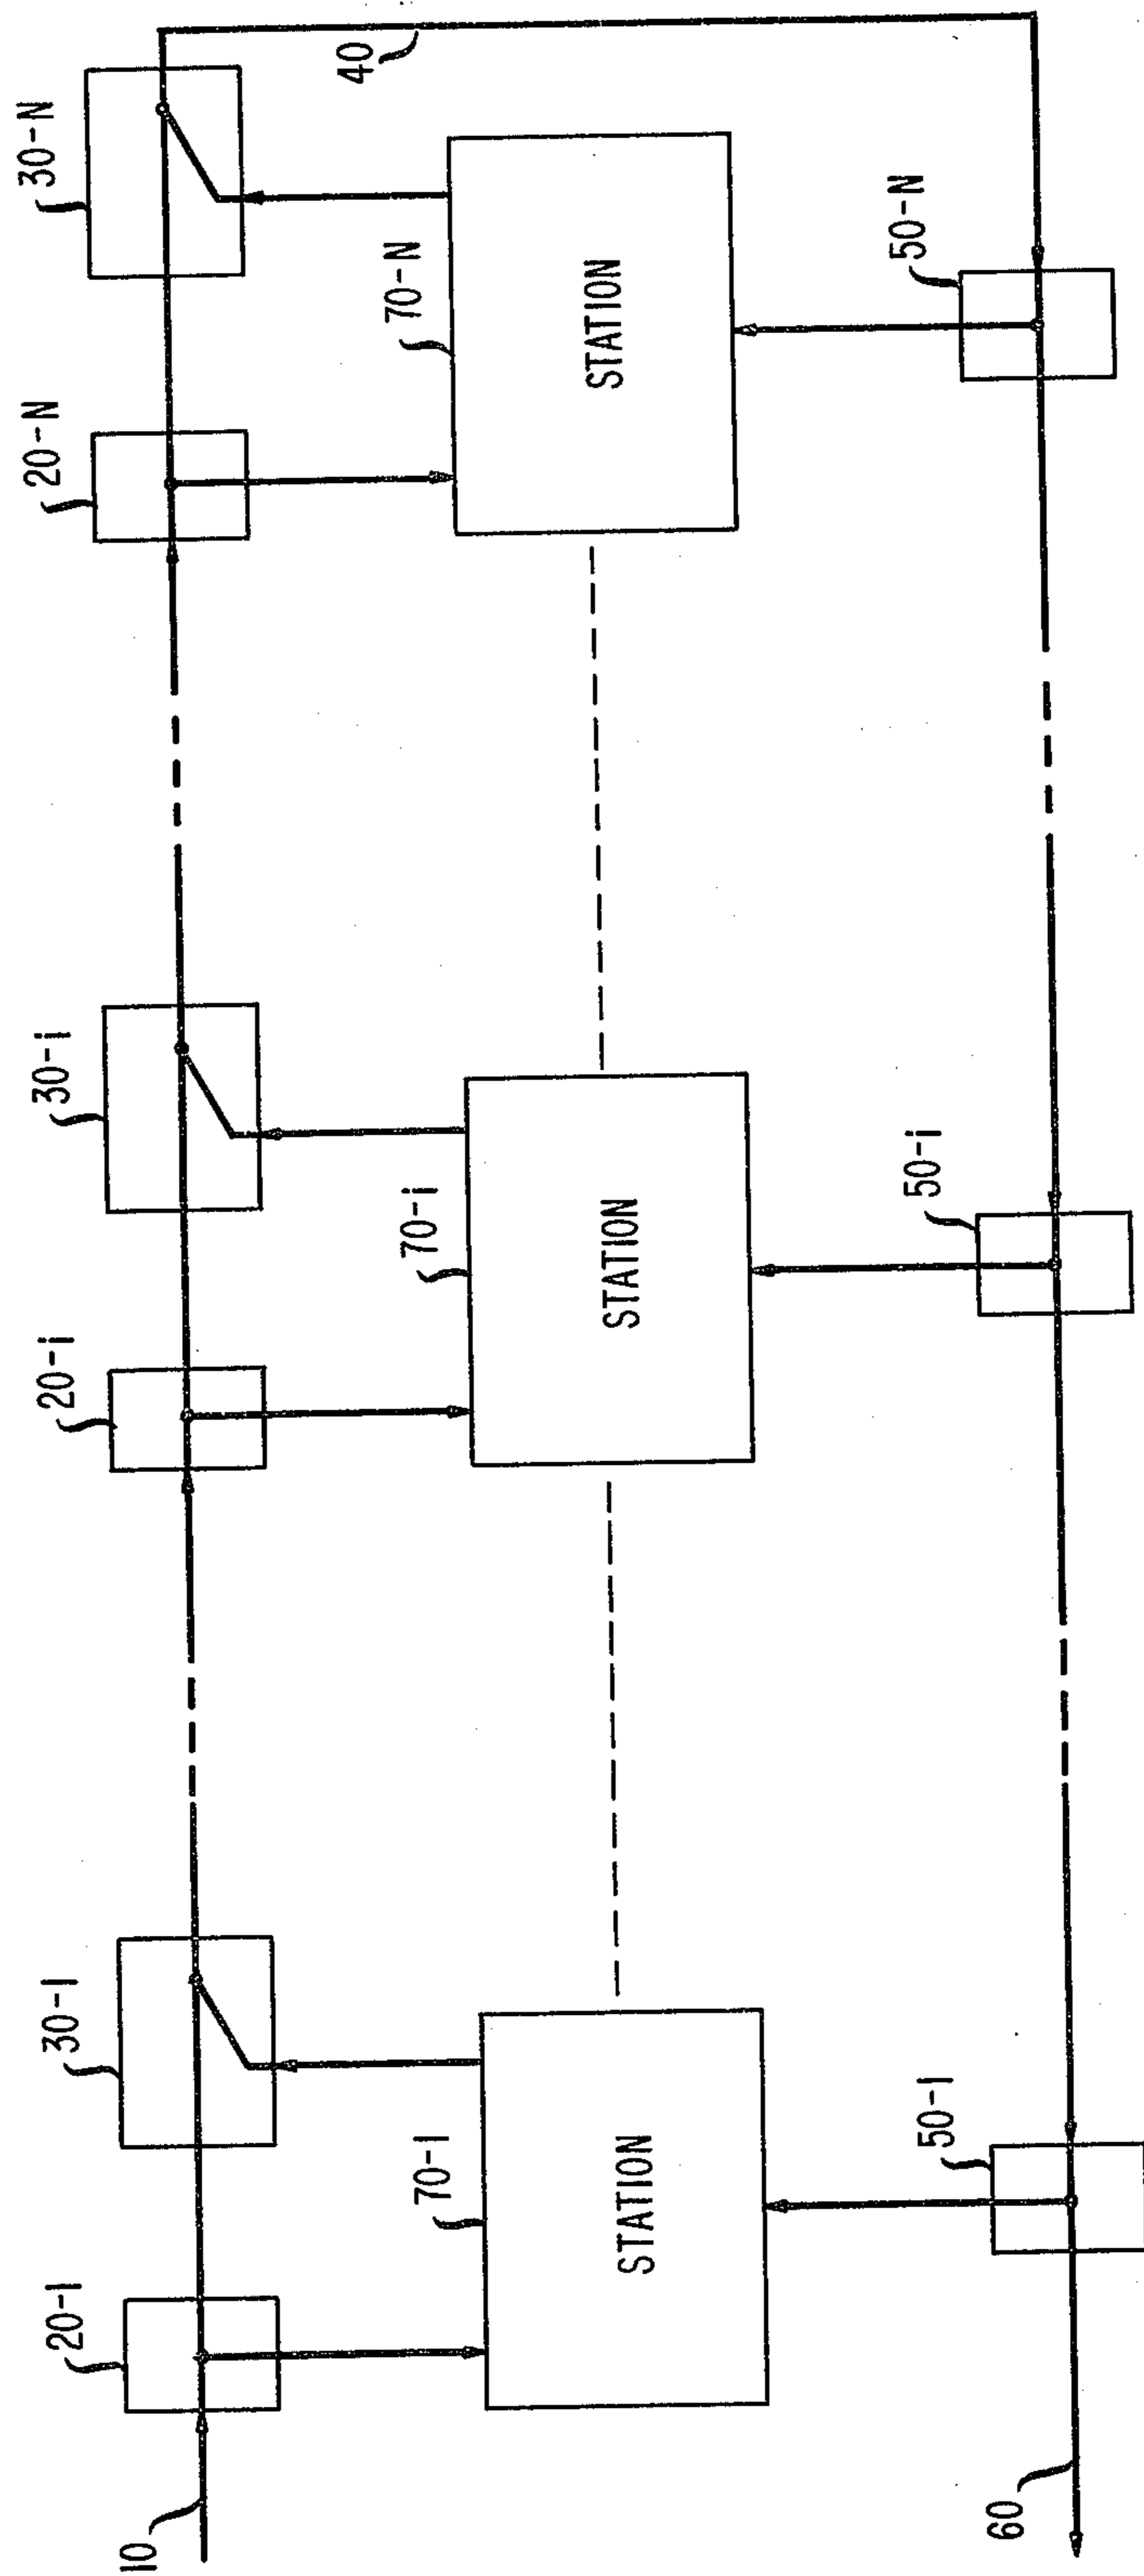 10
20-1
30-1
20-i
30-i
20-N
30-N
40
70-1
STATION
70-i
STATION
70-N
STATION
60
50-1
50-i
50-N